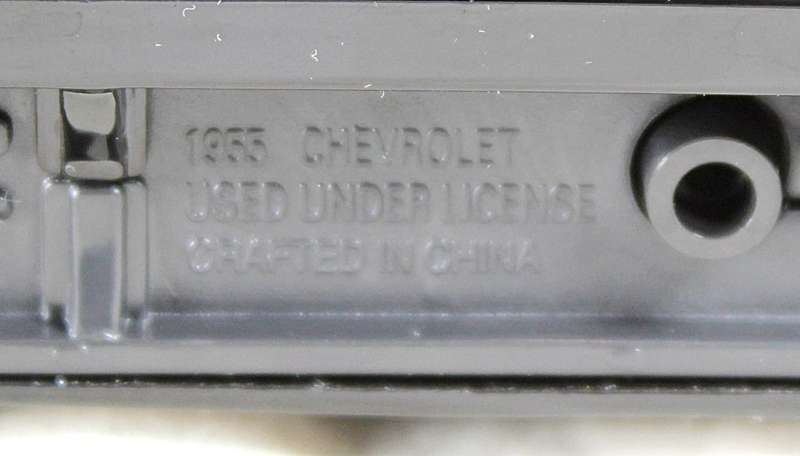 1955 CHEVROLET
USED UNDER LICENSE
CRAFTED IN CHINA